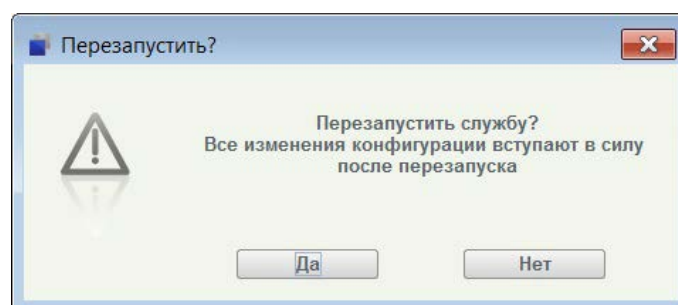 Перезапустить?
Перезапустить службу?
Все изменения конфигурации вступают в силу
после перезапуска
Да
Нет